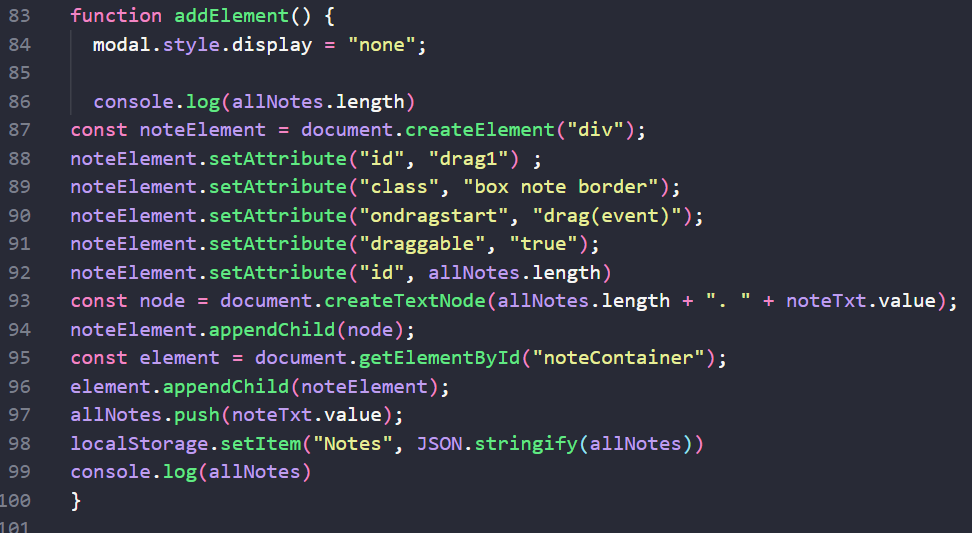 83 function addElement() {
84 modal.style.display = "none";
85
86 console.log(allNotes.length)
87 const noteElement = document.createElement("div");
88 noteElement.setAttribute("id", "drag1") ;
89 noteElement.setAttribute("class", "box note border");
90 noteElement.setAttribute("ondragstart", "drag(event)");
91 noteElement.setAttribute("draggable", "true");
92 noteElement.setAttribute("id", allNotes.length)
93 const node = document.createTextNode(allNotes.length + ". " + noteTxt.value);
94 noteElement.appendChild(node);
95 const element = document.getElementById("noteContainer");
96 element.appendChild(noteElement);
97 allNotes.push(noteTxt.value);
98 localStorage.setItem("Notes", JSON.stringify(allNotes))
99 console.log(allNotes)
100 }
101